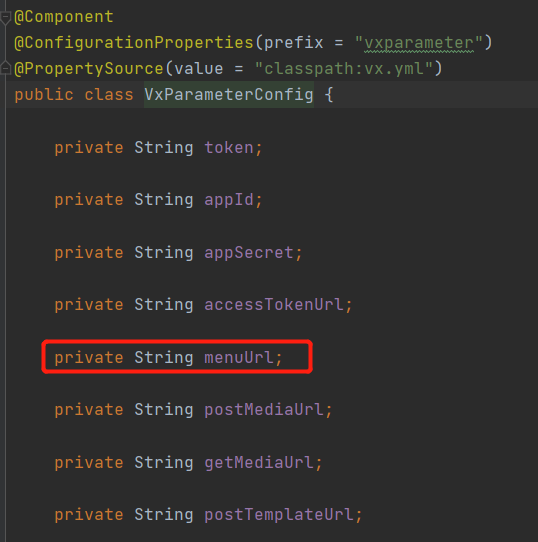 @Component
@ConfigurationProperties(prefix = "vxparameter")
@PropertySource(value = "classpath:vx.yml")
public class VxParameterConfig {
private String token;
private String appId;
private String appSecret;
private String accessTokenUrl;
private String menuUrl;
private String postMediaUrl;
private String getMediaUrl;
private String postTemplateUrl;